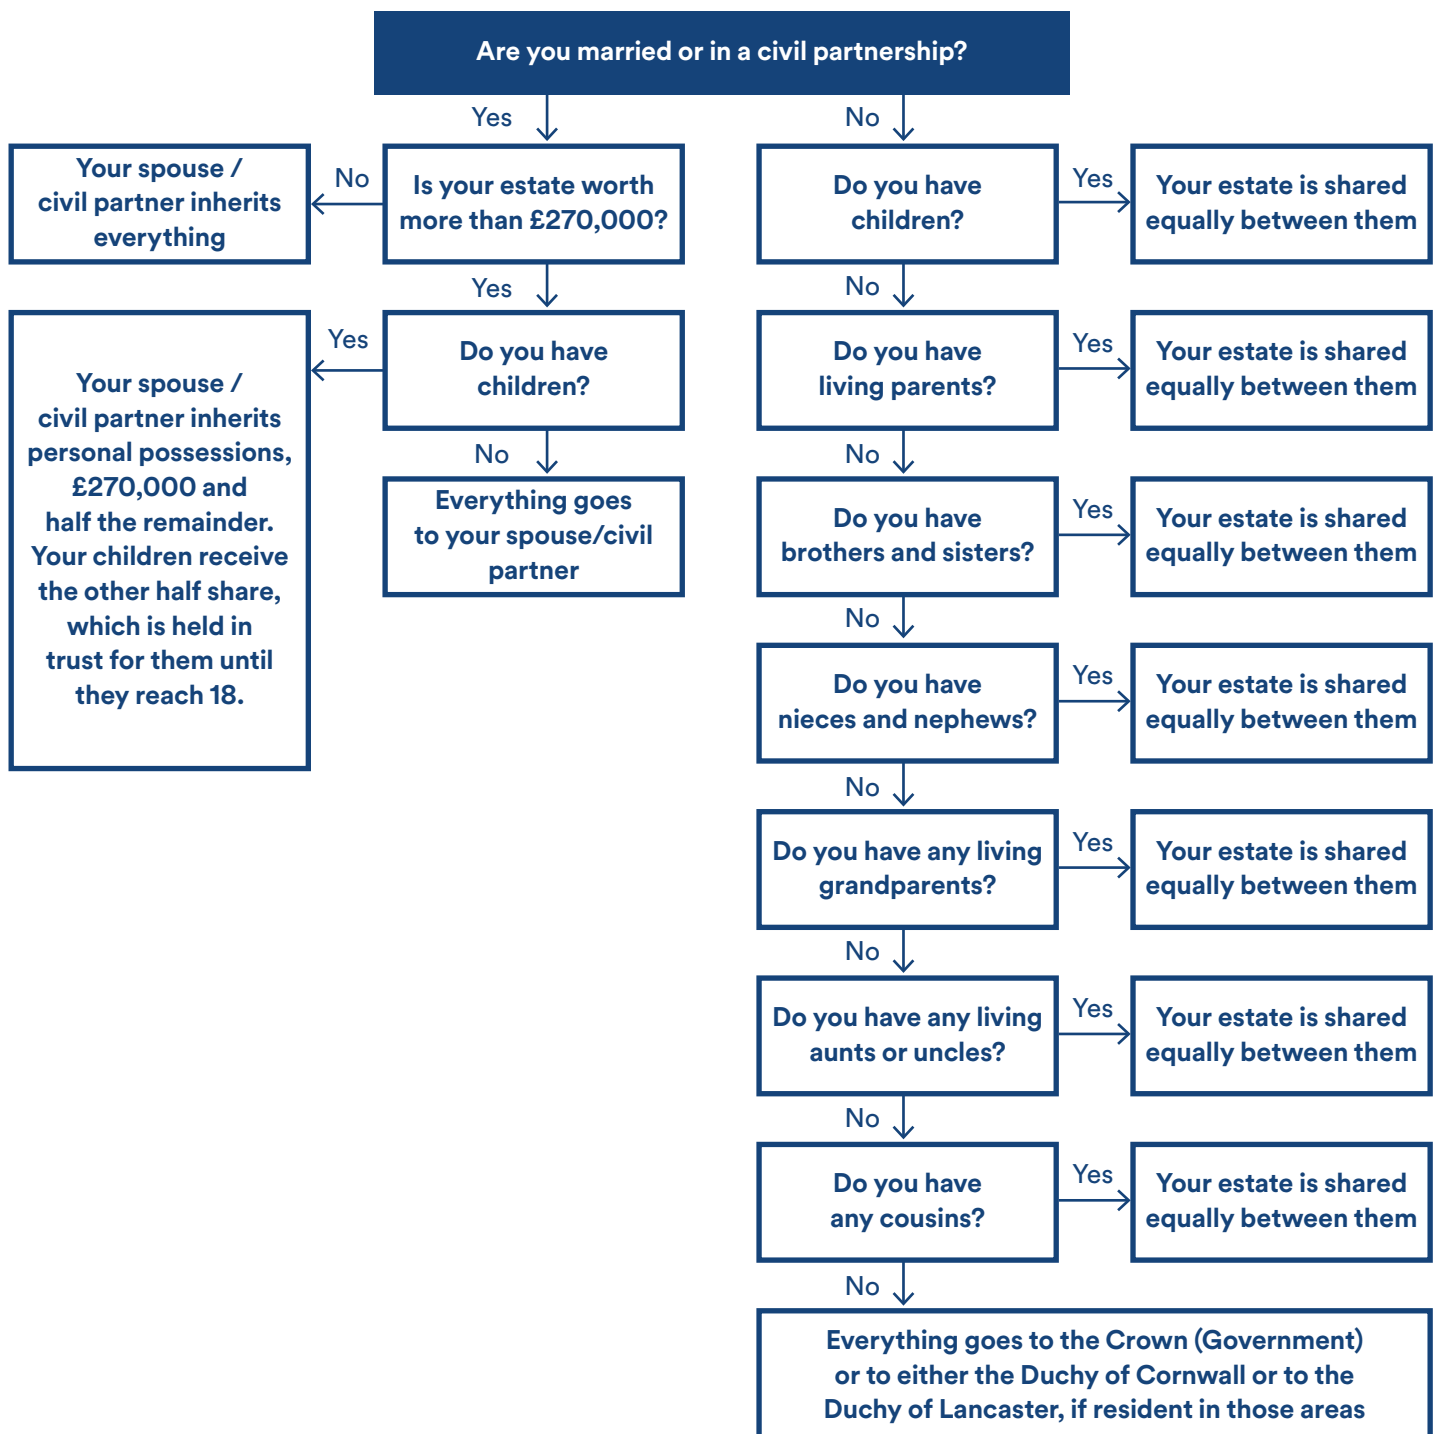 Are you married or in a civil partnership?
Yes
No
Your spouse /
civil partner inherits
everything
No
Is your estate worth
more than £270,000?
Do you have
children?
Yes
Your estate is shared
equally between them
Yes
No
Your spouse /
civil partner inherits
personal possessions,
£270,000 and
half the remainder.
Your children receive
the other half share,
which is held in
trust for them until
they reach 18.
Yes
Do you have
children?
No
Everything goes
to your spouse/civil
partner
Do you have
living parents?
Yes
Your estate is shared
equally between them
No
Do you have
brothers and sisters?
Yes
Your estate is shared
equally between them
No
Do you have
nieces and nephews?
Yes
Your estate is shared
equally between them
No
Do you have any living
grandparents?
Yes
Your estate is shared
equally between them
No
Do you have any living
aunts or uncles?
Yes
Your estate is shared
equally between them
No
Do you have
any cousins?
Yes
Your estate is shared
equally between them
No
Everything goes to the Crown (Government)
or to either the Duchy of Cornwall or to the
Duchy of Lancaster, if resident in those areas